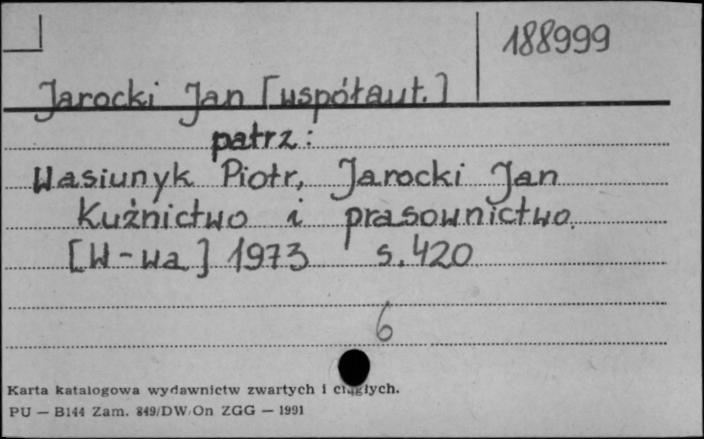 188999
Jarocki Jan [współaut.]
patrz:
Wasiunyk Piotr, Jarocki Jan
Kuźnictwo i prasownictwo.
[W-wa] 1973 s. 420
6
Karta katalogowa wydawnictw zwartych i ciągłych.
PU — B144 Zam. 849/DW/On ZGG — 1991